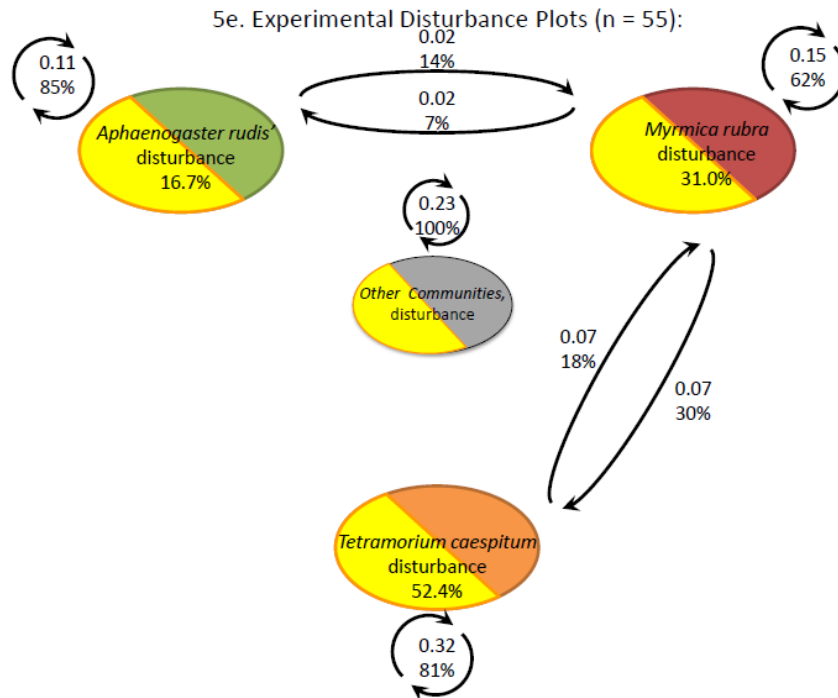 5e. Experimental Disturbance Plots (n = 55):
0.02
14%
0.11
85%
0.15
62%
0.02
7%
Aphaenogaster rudis'
disturbance
16.7%
Myrmica rubra
disturbance
31.0%
0.23
100%
Other Communities,
disturbance
0.07
18%
0.07
30%
Tetramorium caespitum
disturbance
52.4%
0.32
81%